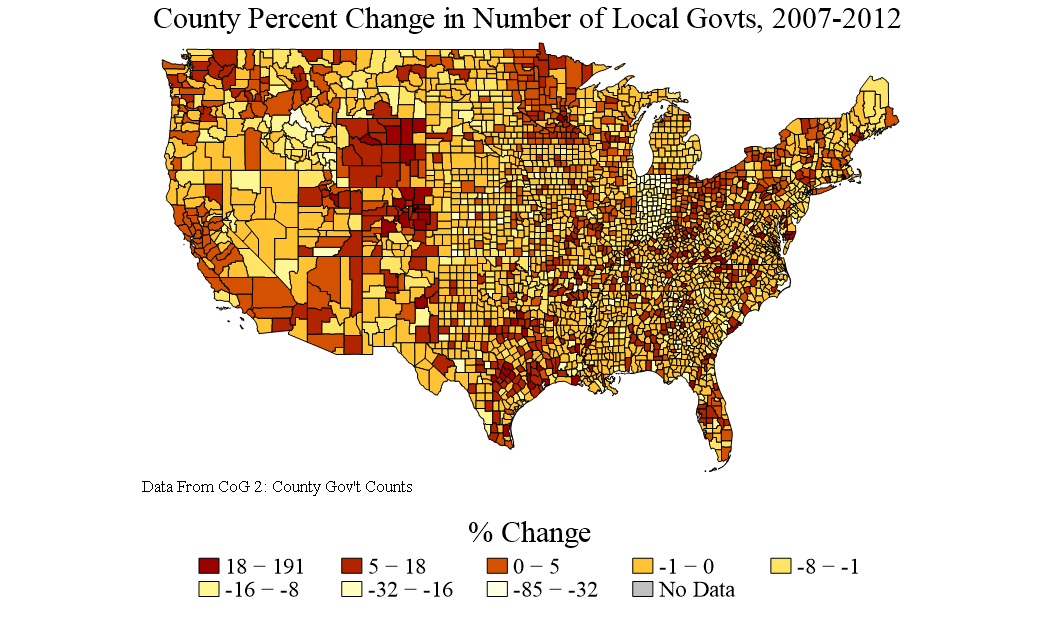 County Percent Change in Number of Local Govts, 2007-2012
Data From CoG 2: County Gov't Counts
% Change
18 − 191 5 − 18 0 − 5 -1 − 0 -8 − -1
-16 − -8 -32 − -16 -85 − -32 No Data